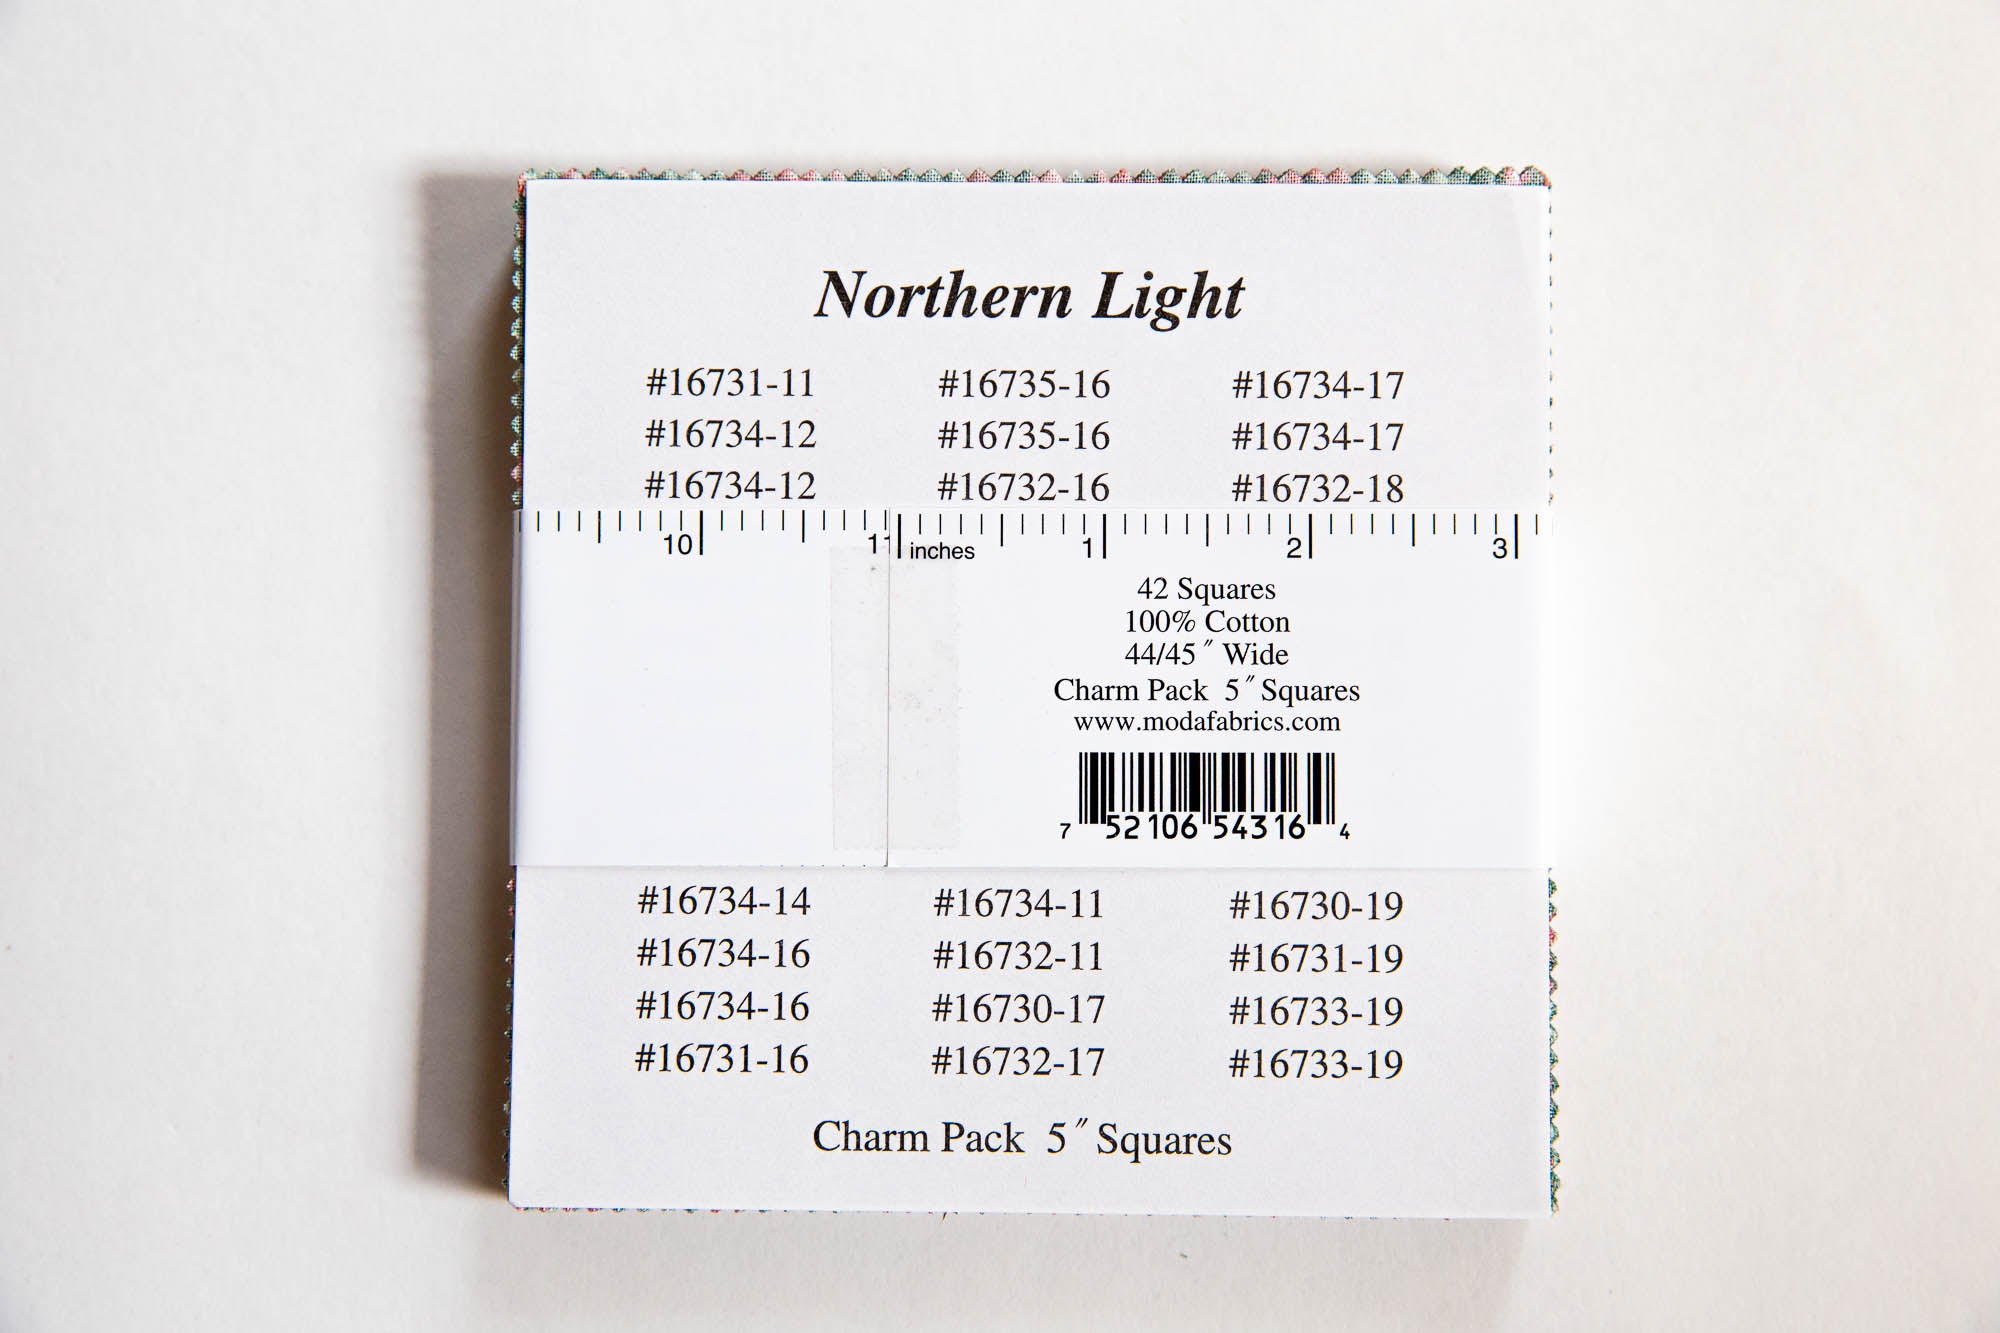 Northern Light
#16731-11 #16735-16 #16734-17
#16734-12 #16735-16 #16734-17
#16734-12 #16732-16 #16732-18
10 11 inches 1 2 3
42 Squares
100% Cotton
44/45″ Wide
Charm Pack 5″ Squares
www.modafabrics.com
7 52106 54316 4
#16734-14 #16734-11 #16730-19
#16734-16 #16732-11 #16731-19
#16734-16 #16730-17 #16733-19
#16731-16 #16732-17 #16733-19
Charm Pack 5″ Squares